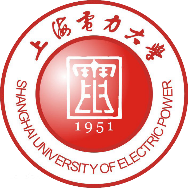 上海電力大學
1951
SHANGHAI UNIVERSITY OF ELECTRIC POWER